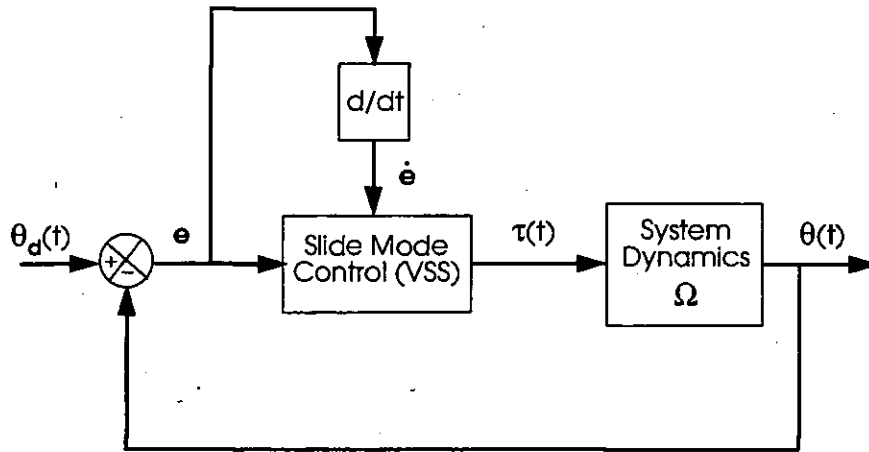 d/dt
ė
θd(t)
e
+
−
Slide Mode
Control (VSS)
τ(t)
System
Dynamics
Ω
θ(t)